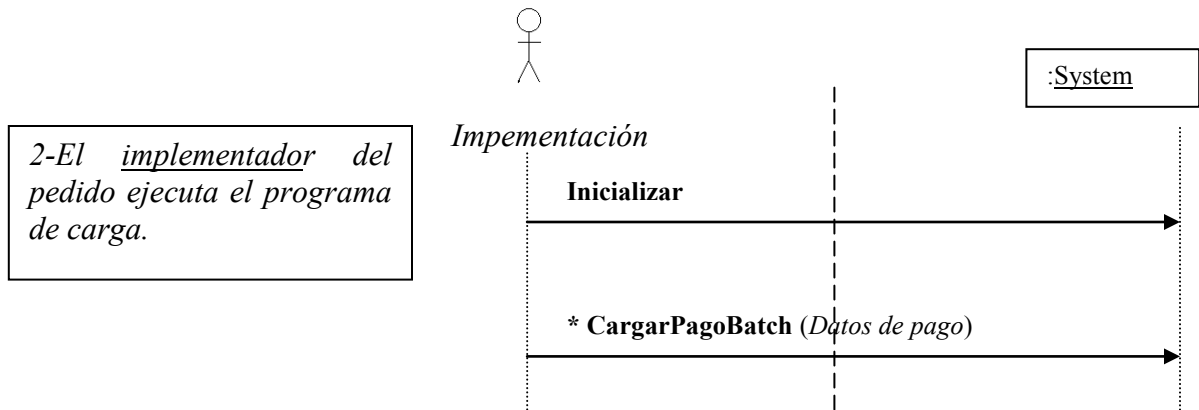 :System
Impementación
2-El implementador del
pedido ejecuta el programa
de carga.
Inicializar
* CargarPagoBatch (Datos de pago)